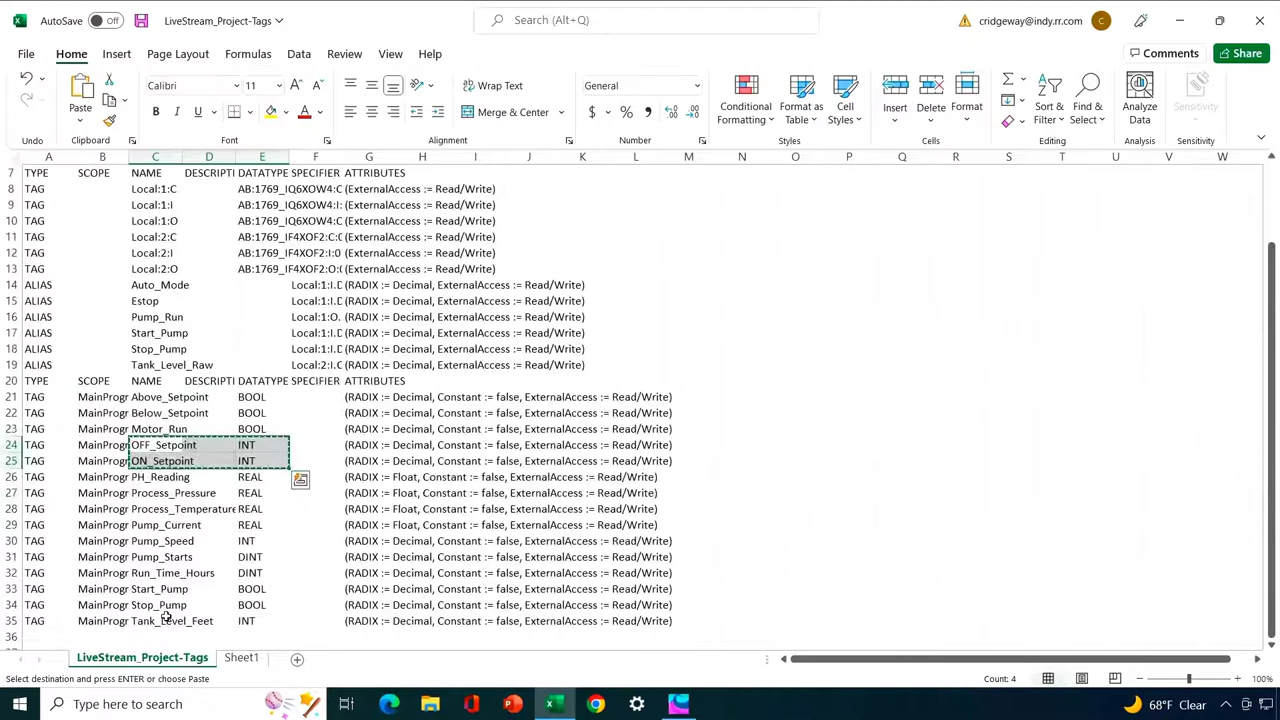 AutoSave Off LiveStream_Project-Tags Search (Alt+Q) cridgeway@indy.rr.com C
File Home Insert Page Layout Formulas Data Review View Help Comments Share
Paste Calibri 11 A A Wrap Text General Conditional Formatting Format as Table Cell Styles Insert Delete Format Sort & Filter Find & Select Analyze Data Sensitivity
B I U A Merge & Center $ %
Undo Clipboard Font Alignment Number Styles Cells Editing Analysis Sensitivity
A B C D E F G H I J K L M N O P Q R S T U V W
7 TYPE SCOPE NAME DESCRIPTI DATATYPE SPECIFIER ATTRIBUTES
8 TAG Local:1:C AB:1769_IQ6XOW4:C (ExternalAccess := Read/Write)
9 TAG Local:1:I AB:1769_IQ6XOW4:I: (ExternalAccess := Read/Write)
10 TAG Local:1:O AB:1769_IQ6XOW4:C (ExternalAccess := Read/Write)
11 TAG Local:2:C AB:1769_IF4XOF2:C:( (ExternalAccess := Read/Write)
12 TAG Local:2:I AB:1769_IF4XOF2:I:0 (ExternalAccess := Read/Write)
13 TAG Local:2:O AB:1769_IF4XOF2:O:( (ExternalAccess := Read/Write)
14 ALIAS Auto_Mode Local:1:I.D (RADIX := Decimal, ExternalAccess := Read/Write)
15 ALIAS Estop Local:1:I.D (RADIX := Decimal, ExternalAccess := Read/Write)
16 ALIAS Pump_Run Local:1:O. (RADIX := Decimal, ExternalAccess := Read/Write)
17 ALIAS Start_Pump Local:1:I.D (RADIX := Decimal, ExternalAccess := Read/Write)
18 ALIAS Stop_Pump Local:1:I.D (RADIX := Decimal, ExternalAccess := Read/Write)
19 ALIAS Tank_Level_Raw Local:2:I.C (RADIX := Decimal, ExternalAccess := Read/Write)
20 TYPE SCOPE NAME DESCRIPTI DATATYPE SPECIFIER ATTRIBUTES
21 TAG MainProgr Above_Setpoint BOOL (RADIX := Decimal, Constant := false, ExternalAccess := Read/Write)
22 TAG MainProgr Below_Setpoint BOOL (RADIX := Decimal, Constant := false, ExternalAccess := Read/Write)
23 TAG MainProgr Motor_Run BOOL (RADIX := Decimal, Constant := false, ExternalAccess := Read/Write)
24 TAG MainProgr OFF_Setpoint INT (RADIX := Decimal, Constant := false, ExternalAccess := Read/Write)
25 TAG MainProgr ON_Setpoint INT (RADIX := Decimal, Constant := false, ExternalAccess := Read/Write)
26 TAG MainProgr PH_Reading REAL (RADIX := Float, Constant := false, ExternalAccess := Read/Write)
27 TAG MainProgr Process_Pressure REAL (RADIX := Float, Constant := false, ExternalAccess := Read/Write)
28 TAG MainProgr Process_Temperature REAL (RADIX := Float, Constant := false, ExternalAccess := Read/Write)
29 TAG MainProgr Pump_Current REAL (RADIX := Float, Constant := false, ExternalAccess := Read/Write)
30 TAG MainProgr Pump_Speed INT (RADIX := Decimal, Constant := false, ExternalAccess := Read/Write)
31 TAG MainProgr Pump_Starts DINT (RADIX := Decimal, Constant := false, ExternalAccess := Read/Write)
32 TAG MainProgr Run_Time_Hours DINT (RADIX := Decimal, Constant := false, ExternalAccess := Read/Write)
33 TAG MainProgr Start_Pump BOOL (RADIX := Decimal, Constant := false, ExternalAccess := Read/Write)
34 TAG MainProgr Stop_Pump BOOL (RADIX := Decimal, Constant := false, ExternalAccess := Read/Write)
35 TAG MainProgr Tank_Level_Feet INT (RADIX := Decimal, Constant := false, ExternalAccess := Read/Write)
36
LiveStream_Project-Tags Sheet1
Select destination and press ENTER or choose Paste Count: 4 100%
Type here to search 68°F Clear